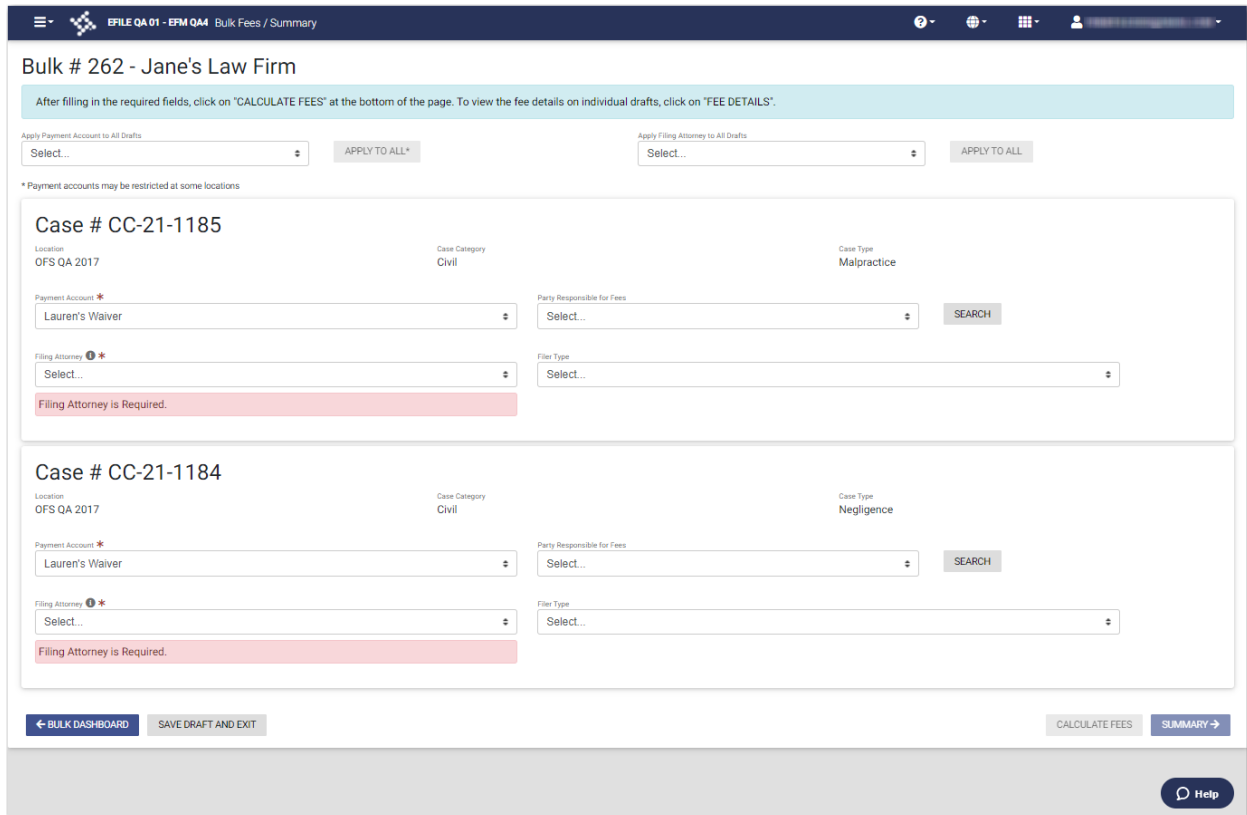 EFILE QA 01 - EFM QA4 Bulk Fees / Summary
Bulk # 262 - Jane's Law Firm
After filling in the required fields, click on "CALCULATE FEES" at the bottom of the page. To view the fee details on individual drafts, click on "FEE DETAILS".
Apply Payment Account to All Drafts Apply Filing Attorney to All Drafts
Select... APPLY TO ALL* Select... APPLY TO ALL
* Payment accounts may be restricted at some locations
Case # CC-21-1185
Location Case Category Case Type
OFS QA 2017 Civil Malpractice
Payment Account * Party Responsible for Fees
Lauren's Waiver Select... SEARCH
Filing Attorney * Filer Type
Select... Select...
Filing Attorney is Required.
Case # CC-21-1184
Location Case Category Case Type
OFS QA 2017 Civil Negligence
Payment Account * Party Responsible for Fees
Lauren's Waiver Select... SEARCH
Filing Attorney * Filer Type
Select... Select...
Filing Attorney is Required.
BULK DASHBOARD SAVE DRAFT AND EXIT CALCULATE FEES SUMMARY
Help